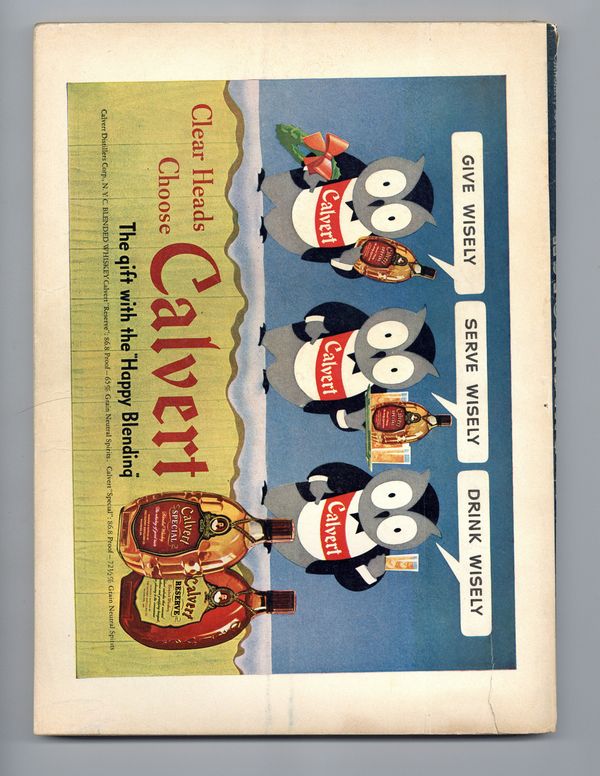 GIVE WISELY
SERVE WISELY
DRINK WISELY
Calvert
Calvert
Calvert
Clear Heads
Choose
Calvert
The gift with the "Happy Blending"
Calvert
SPECIAL
Calvert
RESERVE
Calvert Distillers Corp., N.Y.C. BLENDED WHISKEY Calvert "Reserve": 86.8 Proof—65% Grain Neutral Spirits. Calvert "Special": 86.8 Proof—72½% Grain Neutral Spirits